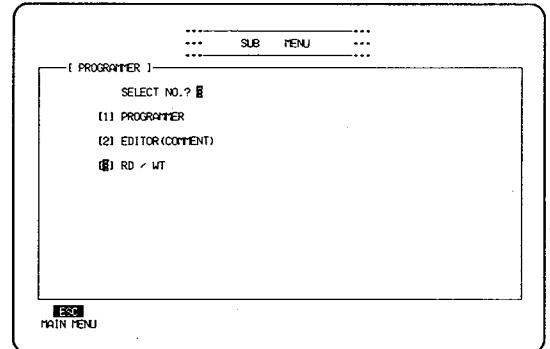 SUB MENU
[ PROGRAMMER ]
SELECT NO.?
[1] PROGRAMMER
[2] EDITOR(COMMENT)
RD / WT
ESC
MAIN MENU